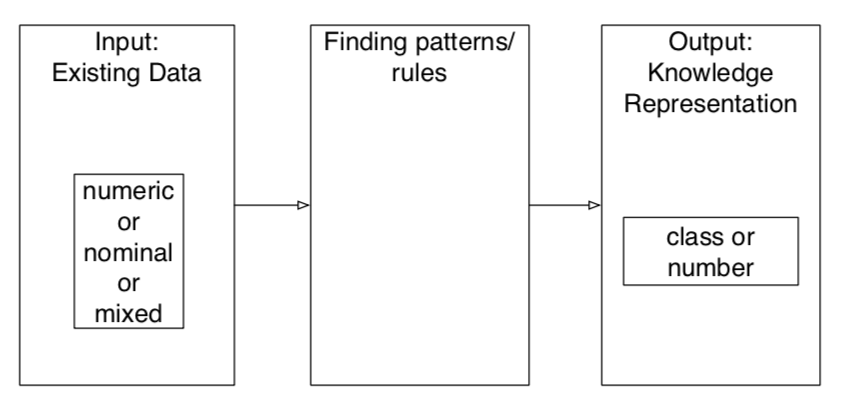 Input:
Existing Data
numeric
or
nominal
or
mixed
Finding patterns/
rules
Output:
Knowledge
Representation
class or
number